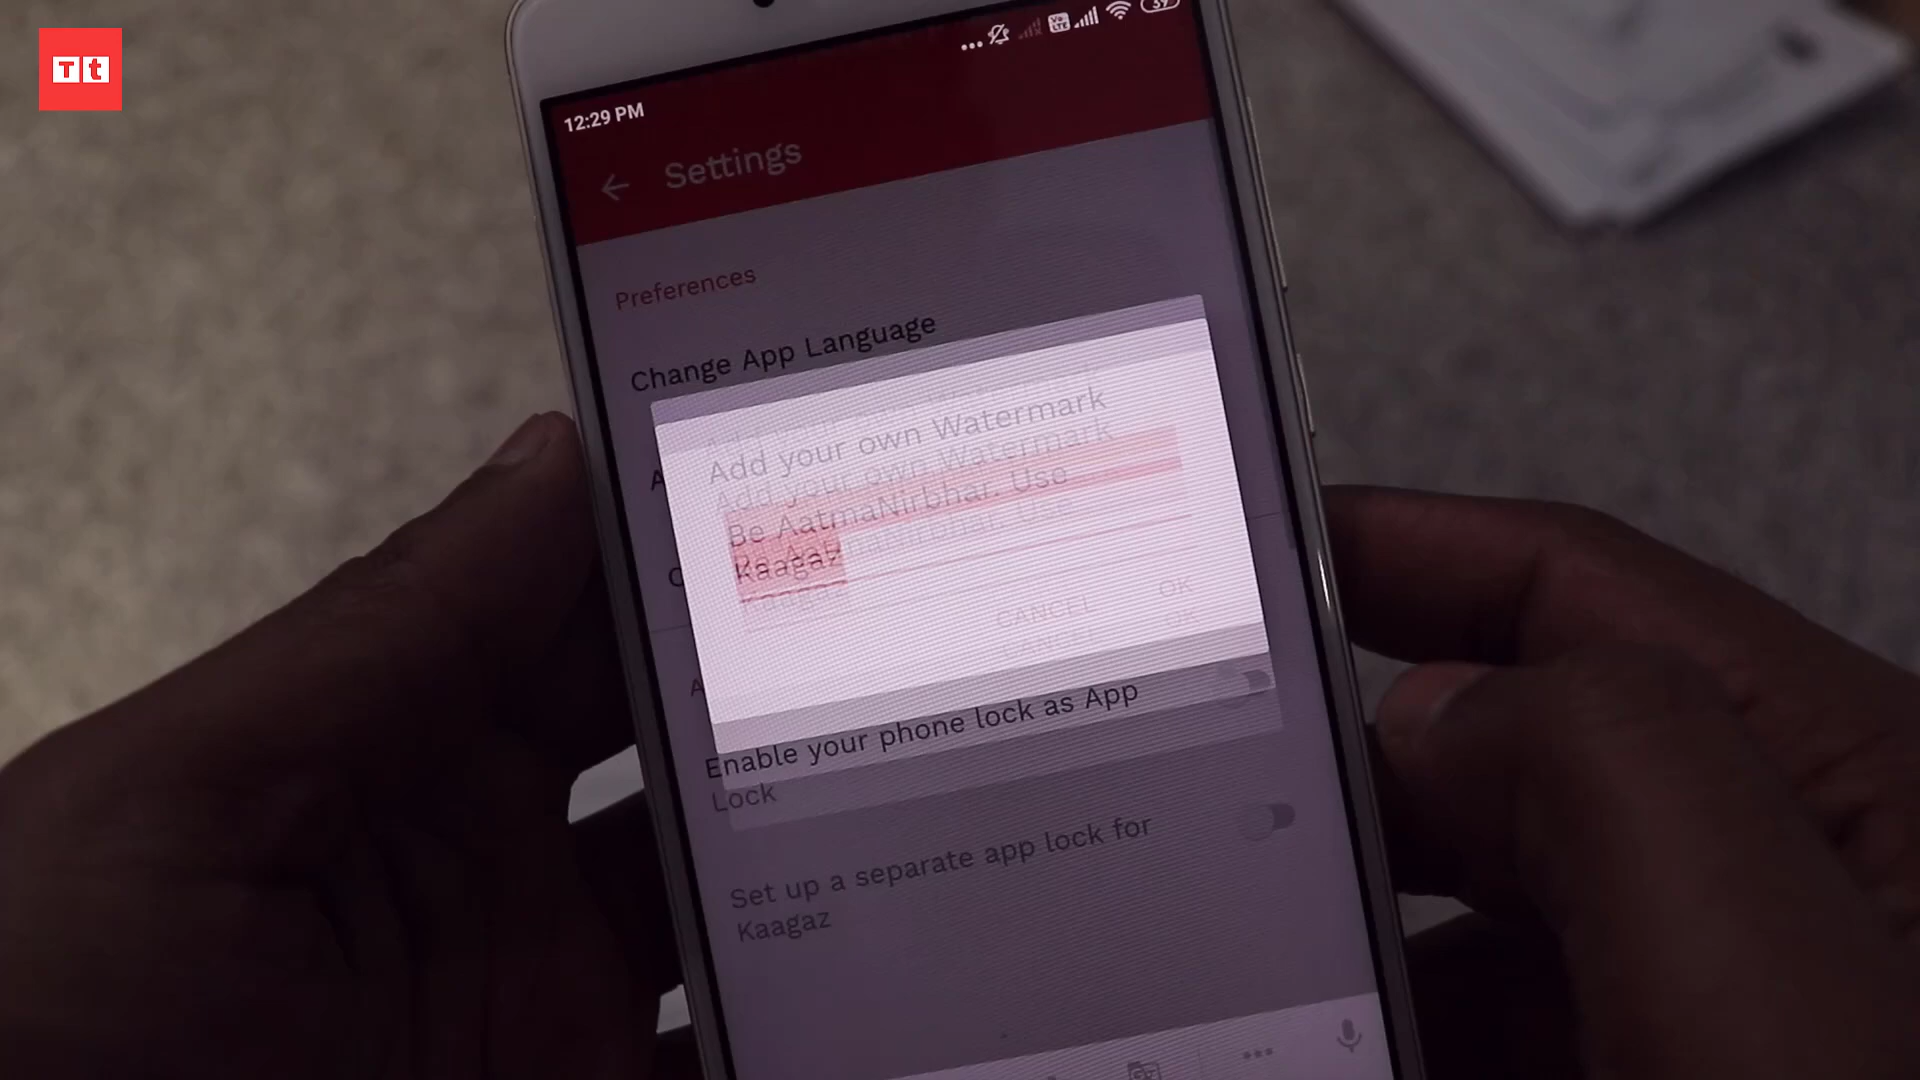 Tt
39
12:29 PM
Settings
Preferences
Change App Language
Add your own Watermark
Be AatmaNirbhar. Use
Kaagaz
CANCEL
OK
Enable your phone lock as App
Lock
Set up a separate app lock for
Kaagaz